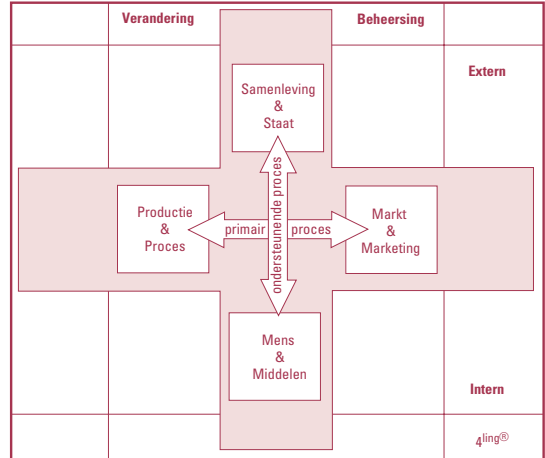 Verandering
Beheersing
Extern
Samenleving
&
Staat
ondersteunende proces
Productie
&
Proces
primair
proces
Markt
&
Marketing
Mens
&
Middelen
Intern
4ling®